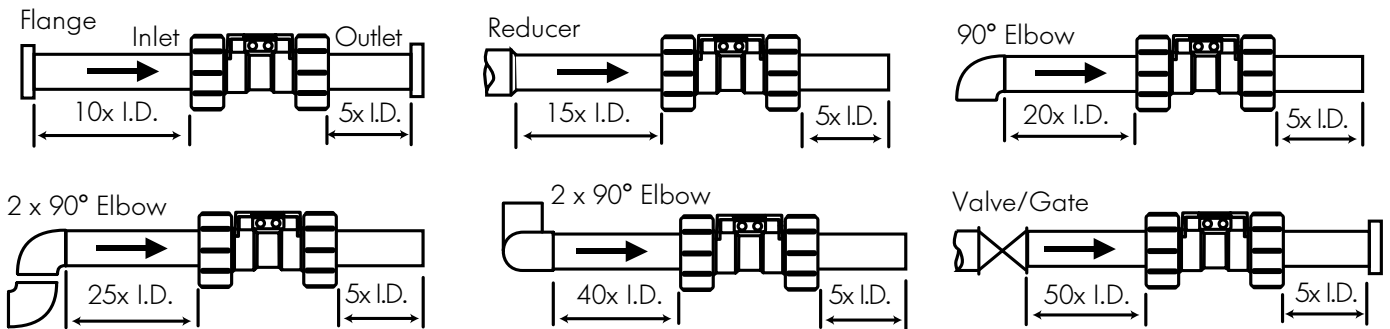 Flange
Inlet
Outlet
10x I.D.
5x I.D.
Reducer
15x I.D.
5x I.D.
90° Elbow
20x I.D.
5x I.D.
2 x 90° Elbow
25x I.D.
5x I.D.
2 x 90° Elbow
40x I.D.
5x I.D.
Valve/Gate
50x I.D.
5x I.D.